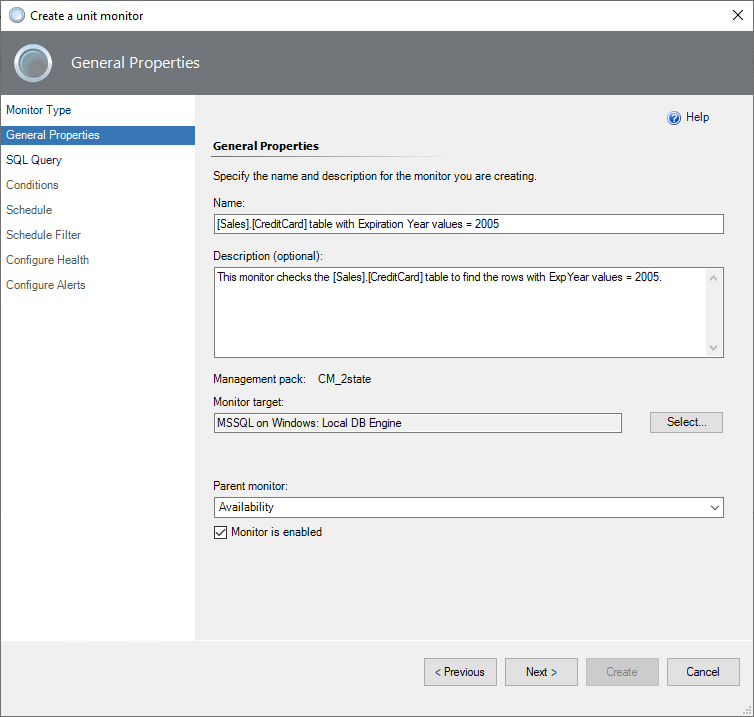 Create a unit monitor
General Properties
Monitor Type
General Properties
SQL Query
Conditions
Schedule
Schedule Filter
Configure Health
Configure Alerts
Help
General Properties
Specify the name and description for the monitor you are creating.
Name:
[Sales].[CreditCard] table with Expiration Year values = 2005
Description (optional):
This monitor checks the [Sales].[CreditCard] table to find the rows with ExpYear values = 2005.
Management pack: CM_2state
Monitor target:
MSSQL on Windows: Local DB Engine
Select...
Parent monitor:
Availability
Monitor is enabled
< Previous
Next >
Create
Cancel